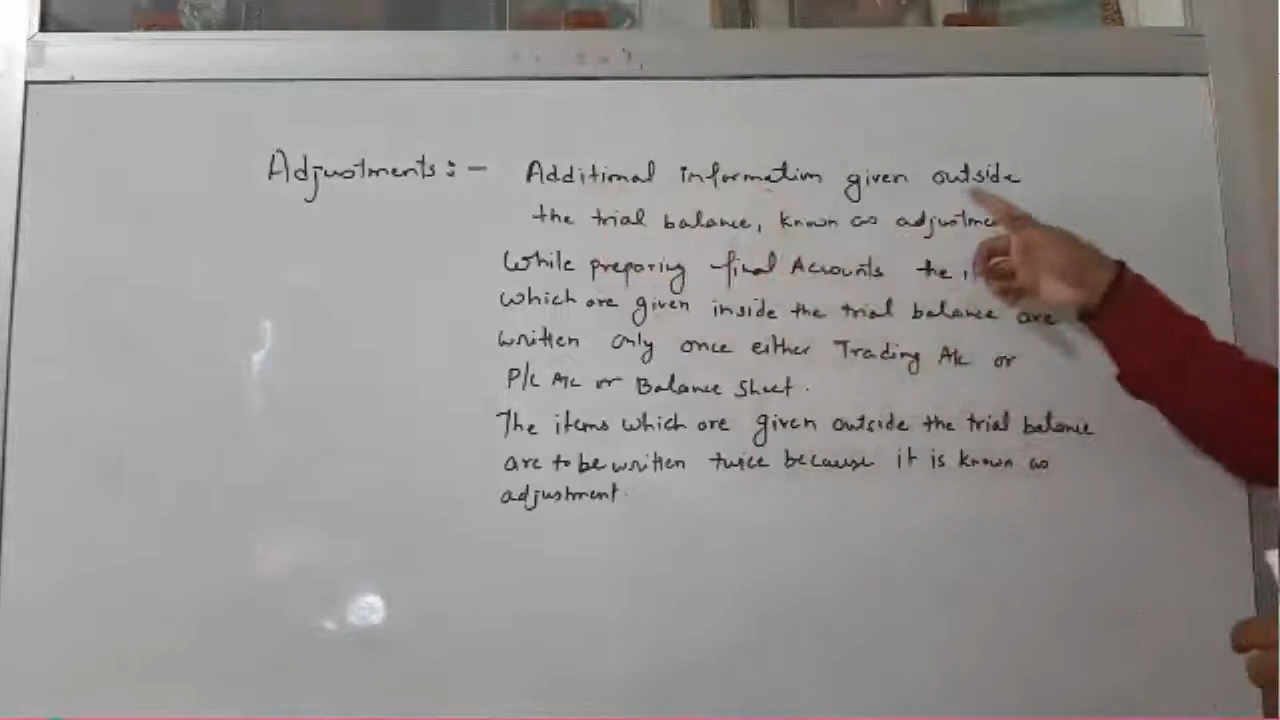 Adjustments :- Additional information given outside
the trial balance, known as adjustme
While preparing final Accounts the
which are given inside the trial balance are
written only once either Trading A/c or
P/L A/c or Balance Sheet.
The items which are given outside the trial balance
are to be written twice because it is known as
adjustment.